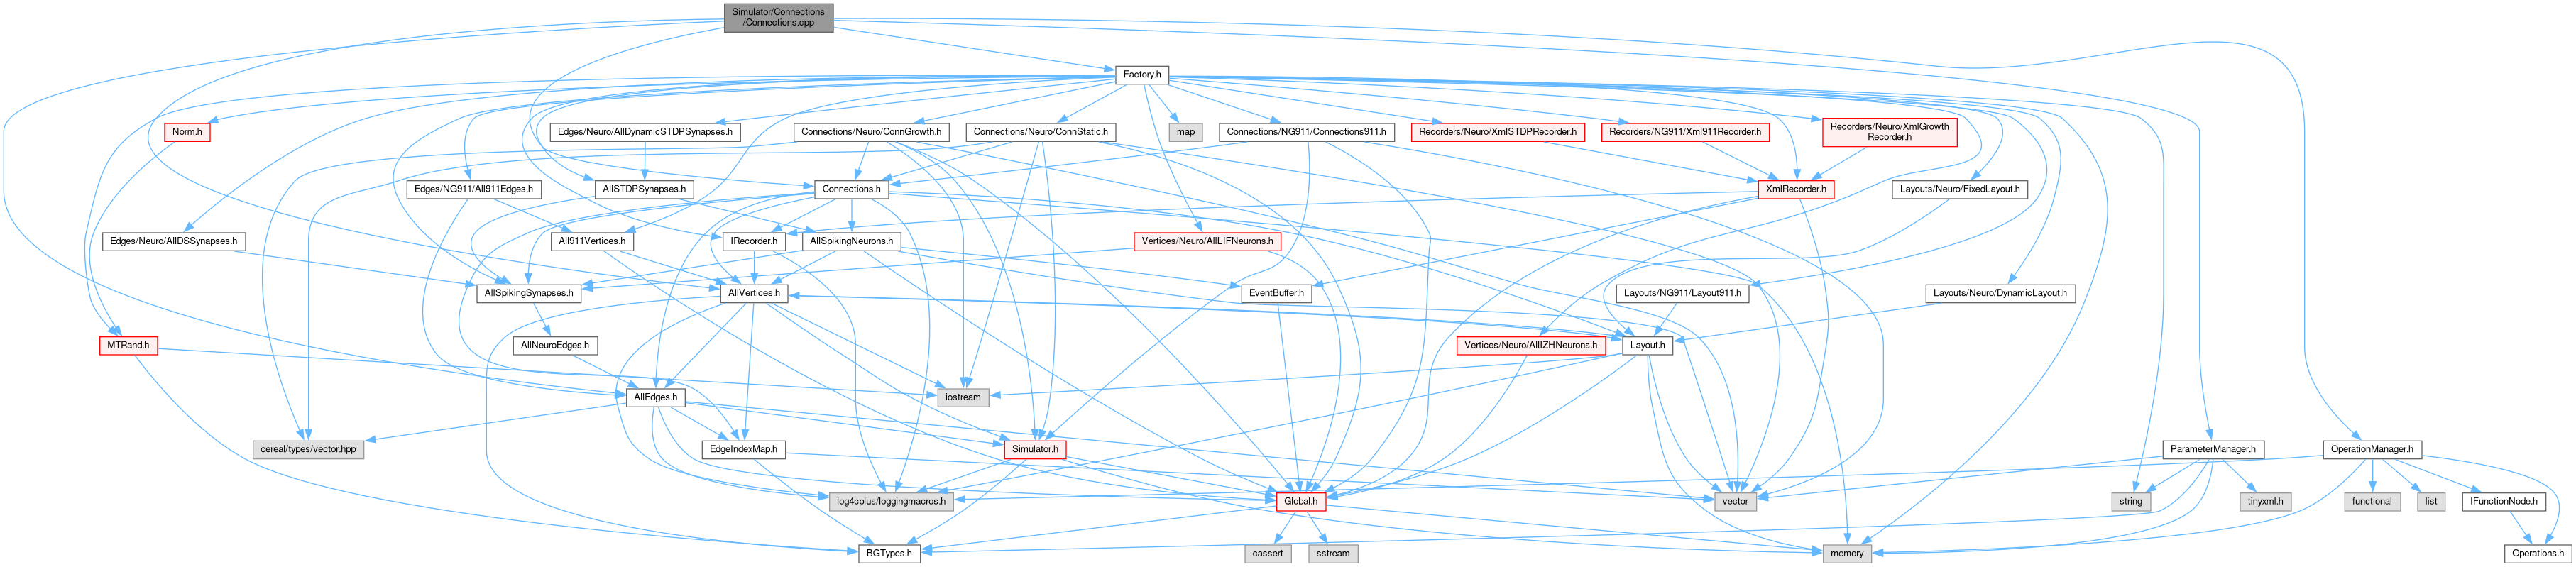 Simulator/Connections
/Connections.cpp
Factory.h
Norm.h
Edges/Neuro/AllDynamicSTDPSynapses.h
Connections/Neuro/ConnGrowth.h
Connections/Neuro/ConnStatic.h
map
Connections/NG911/Connections911.h
Recorders/Neuro/XmlSTDPRecorder.h
Recorders/NG911/Xml911Recorder.h
Recorders/Neuro/XmlGrowth
Recorder.h
Edges/NG911/All911Edges.h
AllSTDPSynapses.h
Connections.h
XmlRecorder.h
Layouts/Neuro/FixedLayout.h
Edges/Neuro/AllDSSynapses.h
All911Vertices.h
IRecorder.h
AllSpikingNeurons.h
Vertices/Neuro/AllLIFNeurons.h
AllSpikingSynapses.h
AllVertices.h
EventBuffer.h
Layouts/NG911/Layout911.h
Layouts/Neuro/DynamicLayout.h
MTRand.h
AllNeuroEdges.h
Vertices/Neuro/AllIZHNeurons.h
Layout.h
AllEdges.h
iostream
cereal/types/vector.hpp
EdgeIndexMap.h
Simulator.h
ParameterManager.h
OperationManager.h
log4cplus/loggingmacros.h
Global.h
vector
string
tinyxml.h
functional
list
IFunctionNode.h
BGTypes.h
cassert
sstream
memory
Operations.h